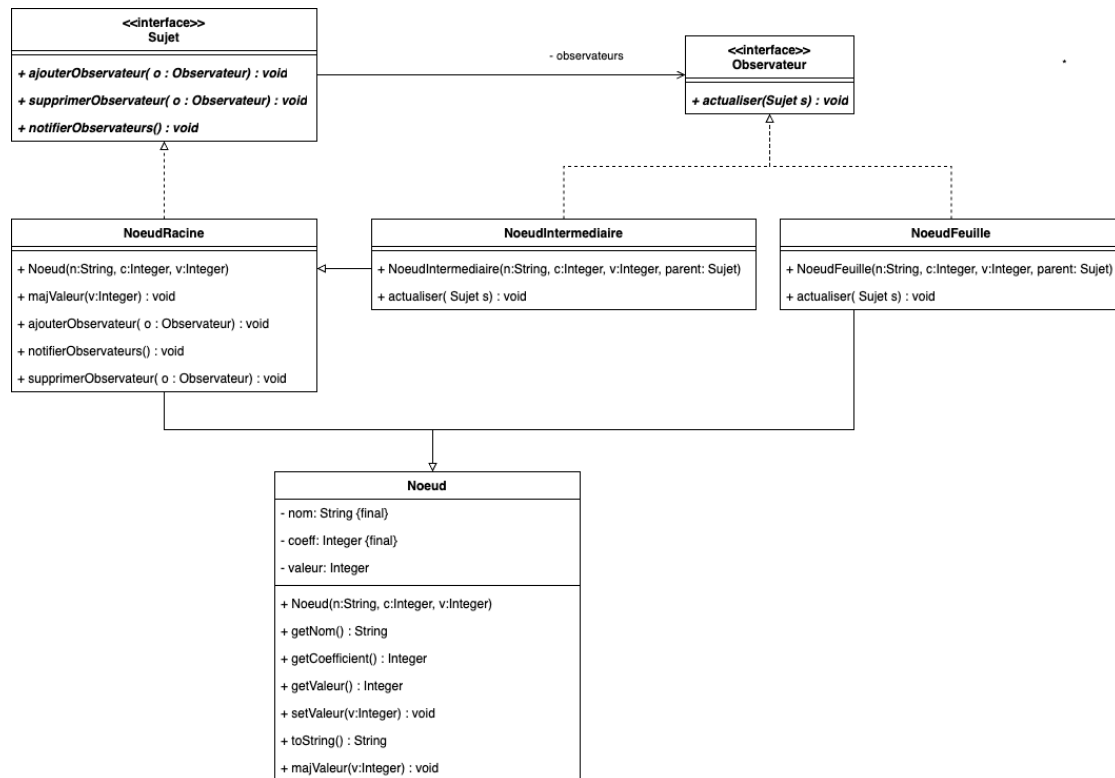 <<interface>>
Sujet
+ ajouterObservateur( o : Observateur) : void
+ supprimerObservateur( o : Observateur) : void
+ notifierObservateurs() : void
- observateurs
<<interface>>
Observateur
+ actualiser(Sujet s) : void
*
NoeudRacine
+ Noeud(n:String, c:Integer, v:Integer)
+ majValeur(v:Integer) : void
+ ajouterObservateur( o : Observateur) : void
+ notifierObservateurs() : void
+ supprimerObservateur( o : Observateur) : void
NoeudIntermediaire
+ NoeudIntermediaire(n:String, c:Integer, v:Integer, parent: Sujet)
+ actualiser( Sujet s) : void
NoeudFeuille
+ NoeudFeuille(n:String, c:Integer, v:Integer, parent: Sujet)
+ actualiser( Sujet s) : void
Noeud
- nom: String {final}
- coeff: Integer {final}
- valeur: Integer
+ Noeud(n:String, c:Integer, v:Integer)
+ getNom() : String
+ getCoefficient() : Integer
+ getValeur() : Integer
+ setValeur(v:Integer) : void
+ toString() : String
+ majValeur(v:Integer) : void